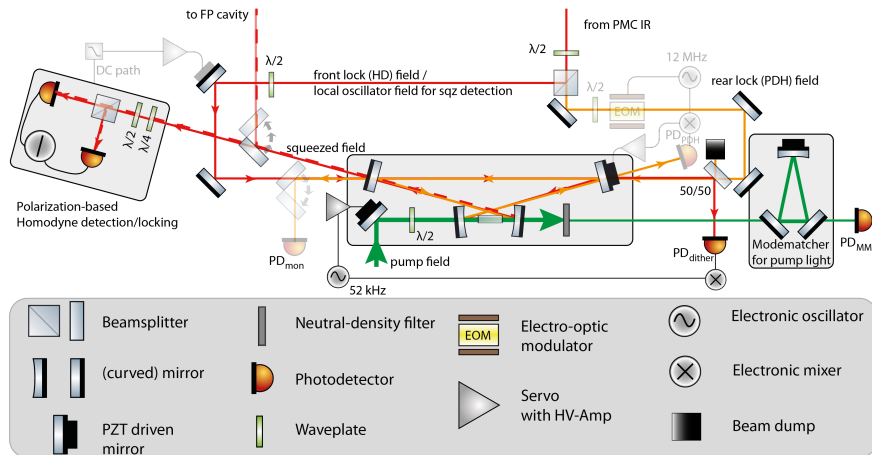 to FP cavity
from PMC IR
λ/2
λ/2
12 MHz
DC path
front lock (HD) field /
local oscillator field for sqz detection
rear lock (PDH) field
λ/2
EOM
PD PDH
λ/2
λ/4
squeezed field
50/50
Polarization-based
Homodyne detection/locking
λ/2
PD mon
pump field
52 kHz
PD dither
Modematcher
for pump light
PD MM
Beamsplitter
Neutral-density filter
EOM
Electro-optic
modulator
Electronic oscillator
(curved) mirror
Photodetector
Servo
with HV-Amp
Electronic mixer
PZT driven
mirror
Waveplate
Beam dump